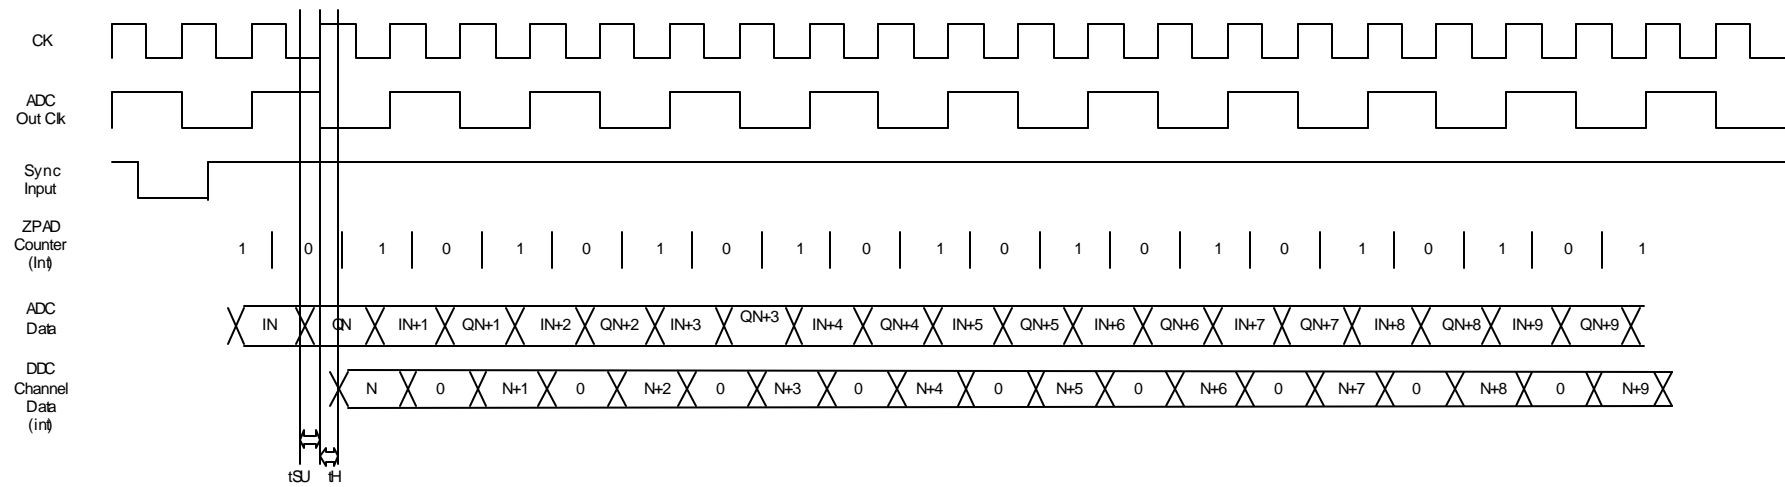 CK
ADC
Out Clk
Sync
Input
ZPAD
Counter
(Int)
1 0 1 0 1 0 1 0 1 0 1 0 1 0 1 0 1 0 1 0 1
ADC
Data
IN QN IN+1 QN+1 IN+2 QN+2 IN+3 QN+3 IN+4 QN+4 IN+5 QN+5 IN+6 QN+6 IN+7 QN+7 IN+8 QN+8 IN+9 QN+9
DDC
Channel
Data
(int)
N 0 N+1 0 N+2 0 N+3 0 N+4 0 N+5 0 N+6 0 N+7 0 N+8 0 N+9
tSU tH